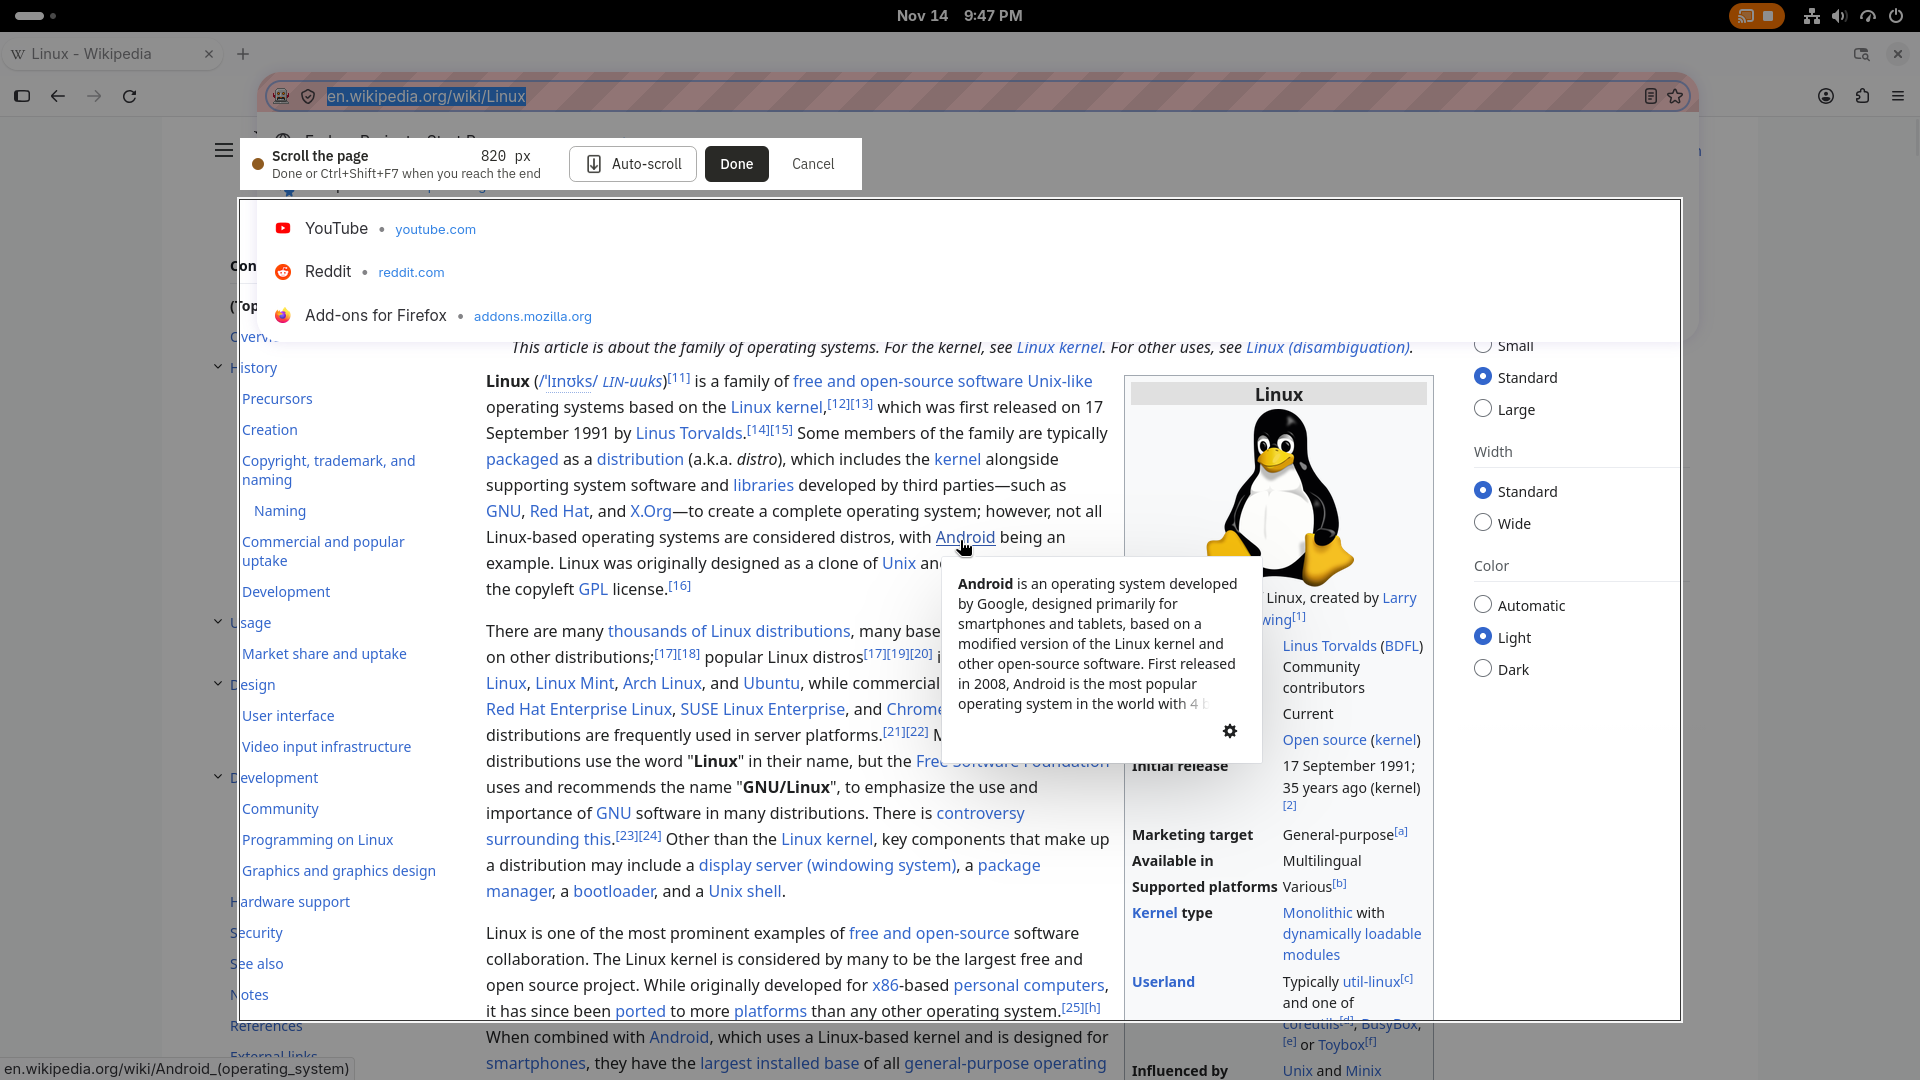 Nov 14 9:47 PM
Linux - Wikipedia
en.wikipedia.org/wiki/Linux
Scroll the page
820 px
Done or Ctrl+Shift+F7 when you reach the end
Auto-scroll
Done
Cancel
YouTube • youtube.com
Reddit • reddit.com
Add-ons for Firefox • addons.mozilla.org
(Top
History
Precursors
Creation
Copyright, trademark, and
naming
Naming
Commercial and popular
uptake
Development
Usage
Market share and uptake
Design
User interface
Video input infrastructure
Development
Community
Programming on Linux
Graphics and graphics design
Hardware support
Security
See also
Notes
References
External links
This article is about the family of operating systems. For the kernel, see Linux kernel. For other uses, see Linux (disambiguation).
Linux (/ˈlɪnʊks/ LIN-uuks)[11] is a family of free and open-source software Unix-like
operating systems based on the Linux kernel,[12][13] which was first released on 17
September 1991 by Linus Torvalds.[14][15] Some members of the family are typically
packaged as a distribution (a.k.a. distro), which includes the kernel alongside
supporting system software and libraries developed by third parties—such as
GNU, Red Hat, and X.Org—to create a complete operating system; however, not all
Linux-based operating systems are considered distros, with Android being an
example. Linux was originally designed as a clone of Unix
the copyleft GPL license.[16]
There are many thousands of Linux distributions, many
on other distributions;[17][18] popular Linux distros[17][19][20]
Linux, Linux Mint, Arch Linux, and Ubuntu, while commercial
Red Hat Enterprise Linux, SUSE Linux Enterprise, and Chrome
distributions are frequently used in server platforms.[21][22]
distributions use the word "Linux" in their name, but the Free Software Foundation
uses and recommends the name "GNU/Linux", to emphasize the use and
importance of GNU software in many distributions. There is controversy
surrounding this.[23][24] Other than the Linux kernel, key components that make up
a distribution may include a display server (windowing system), a package
manager, a bootloader, and a Unix shell.
Linux is one of the most prominent examples of free and open-source software
collaboration. The Linux kernel is considered by many to be the largest free and
open source project. While originally developed for x86-based personal computers,
it has since been ported to more platforms than any other operating system.[25][h]
When combined with Android, which uses a Linux-based kernel and is designed for
smartphones, they have the largest installed base of all general-purpose operating
Android is an operating system developed
by Google, designed primarily for
smartphones and tablets, based on a
modified version of the Linux kernel and
other open-source software. First released
in 2008, Android is the most popular
operating system in the world with 4
Linux
Linux, created by Larry
[1]
Linus Torvalds (BDFL)
Community
contributors
Current
Open source (kernel)
Initial release 17 September 1991;
35 years ago (kernel)
[2]
Marketing target General-purpose[a]
Available in Multilingual
Supported platforms Various[b]
Kernel type Monolithic with
dynamically loadable
modules
Userland Typically util-linux[c]
and one of
coreutils[d], BusyBox,
[e] or Toybox[f]
Influenced by Unix and Minix
Small
Standard
Large
Width
Standard
Wide
Color
Automatic
Light
Dark
en.wikipedia.org/wiki/Android_(operating_system)